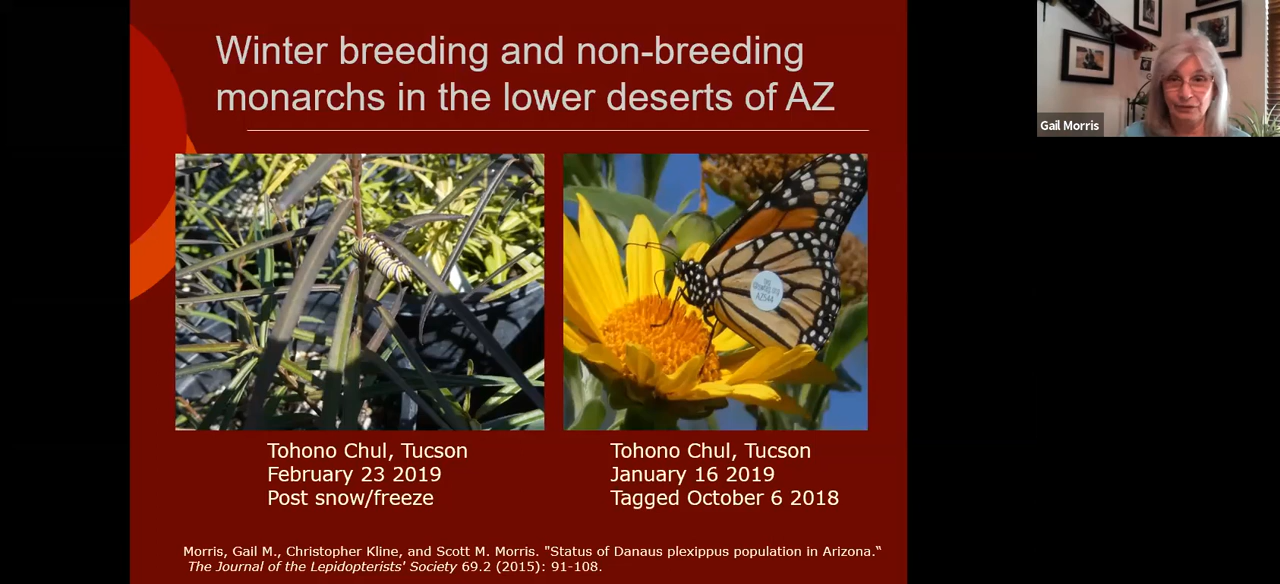 Winter breeding and non-breeding
monarchs in the lower deserts of AZ
Gail Morris
AZ544
Tohono Chul, Tucson
February 23 2019
Post snow/freeze
Tohono Chul, Tucson
January 16 2019
Tagged October 6 2018
Morris, Gail M., Christopher Kline, and Scott M. Morris. "Status of Danaus plexippus population in Arizona.“
The Journal of the Lepidopterists' Society 69.2 (2015): 91-108.